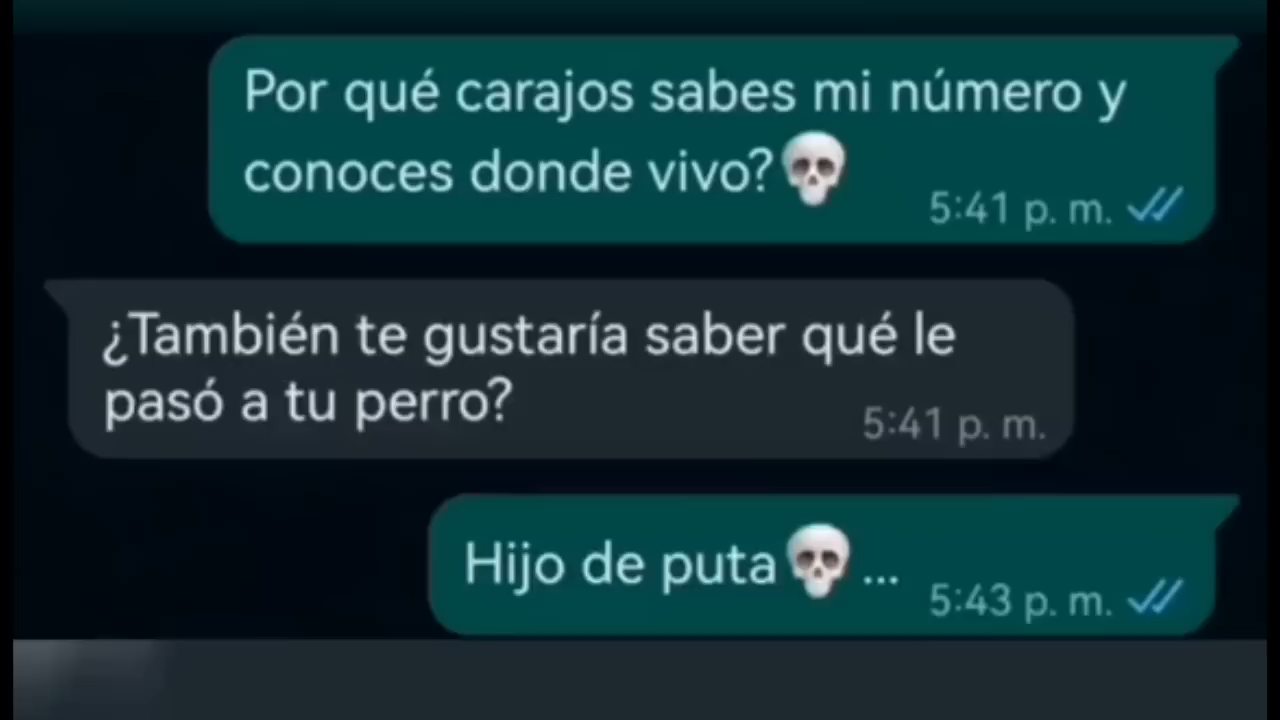 Por qué carajos sabes mi número y
conoces donde vivo?💀
5:41 p. m.
¿También te gustaría saber qué le
pasó a tu perro?
5:41 p. m.
Hijo de puta💀...
5:43 p. m.